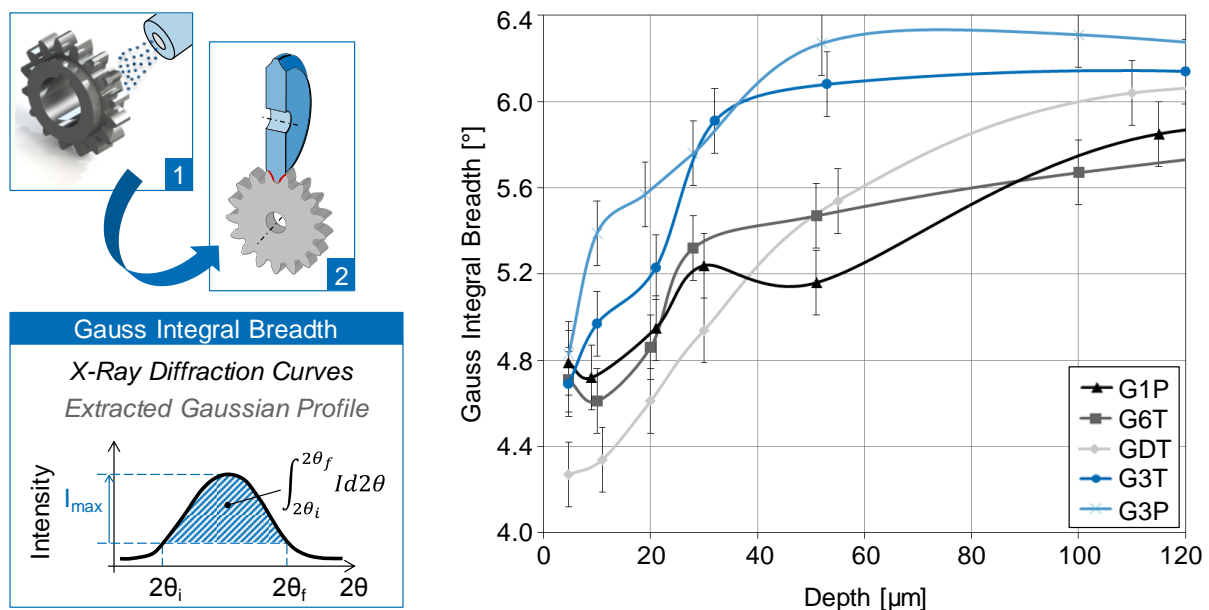 1
2
Gauss Integral Breadth
X-Ray Diffraction Curves
Extracted Gaussian Profile
Intensity
Imax
∫2θi2θf Id2θ
2θi
2θf
2θ
Gauss Integral Breadth [°]
6.4
6.0
5.6
5.2
4.8
4.4
4.0
0
20
40
60
80
100
120
Depth [µm]
G1P
G6T
GDT
G3T
G3P